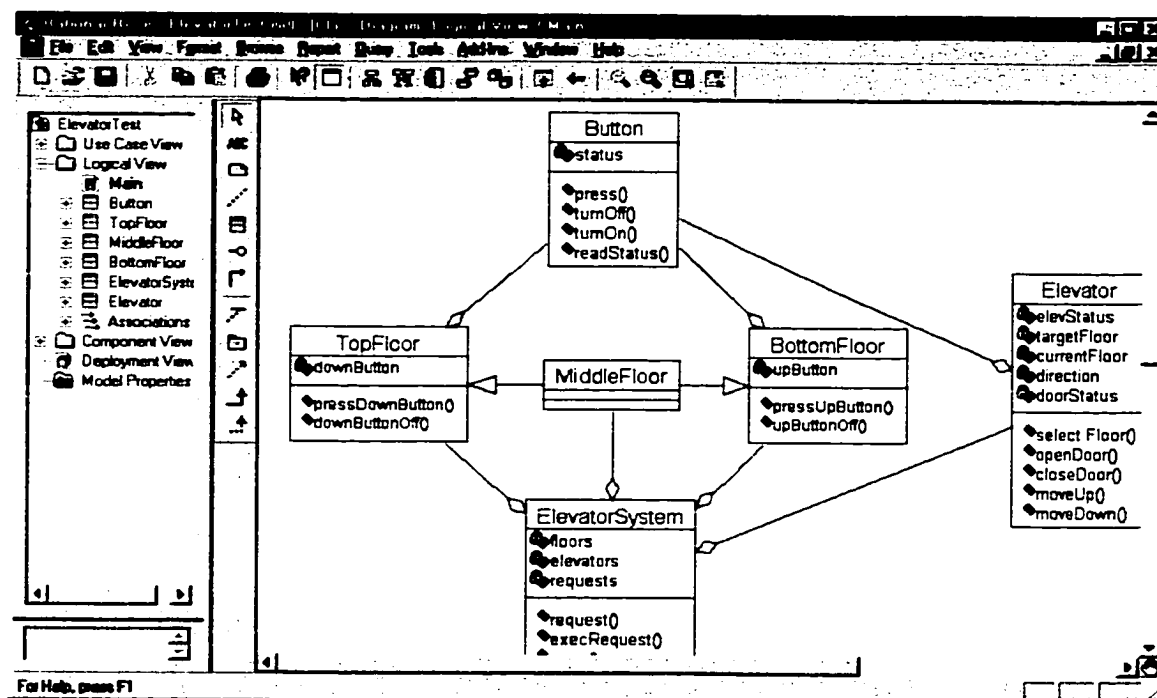 File Edit View Format Browse Report Query Tools Add-Ins Window Help
ElevatorTest
Use Case View
Logical View
Main
Button
TopFloor
MiddleFloor
BottomFloor
ElevatorSyste
Elevator
Associations
Component View
Deployment View
Model Properties
ABC
Button
status
press()
turnOff()
turnOn()
readStatus()
TopFloor
downButton
pressDownButton()
downButtonOff()
MiddleFloor
BottomFloor
upButton
pressUpButton()
upButtonOff()
Elevator
elevStatus
targetFloor
currentFloor
direction
doorStatus
select Floor()
openDoor()
closeDoor()
moveUp()
moveDown()
ElevatorSystem
floors
elevators
requests
request()
execRequest()
For Help, press F1